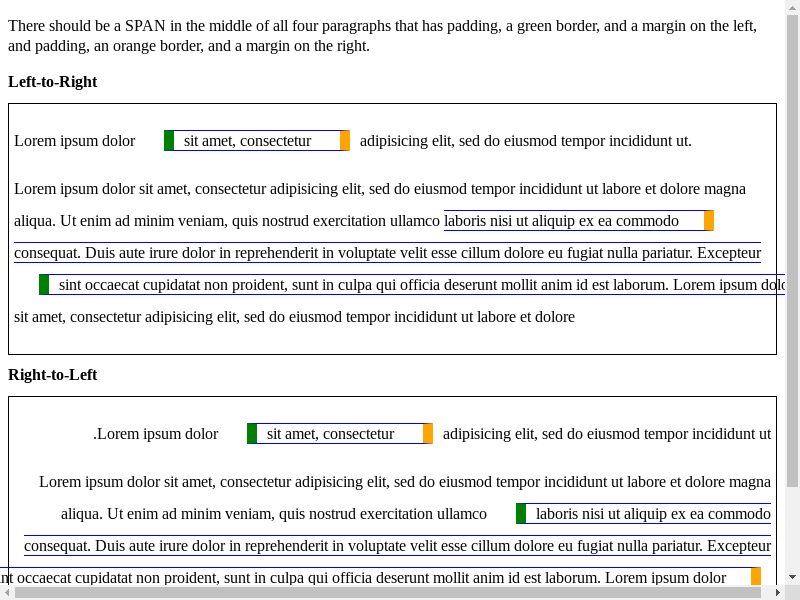 There should be a SPAN in the middle of all four paragraphs that has padding, a green border, and a margin on the left,
and padding, an orange border, and a margin on the right.
Left-to-Right
Lorem ipsum dolor sit amet, consectetur adipisicing elit, sed do eiusmod tempor incididunt ut.
Lorem ipsum dolor sit amet, consectetur adipisicing elit, sed do eiusmod tempor incididunt ut labore et dolore magna
aliqua. Ut enim ad minim veniam, quis nostrud exercitation ullamco laboris nisi ut aliquip ex ea commodo
consequat. Duis aute irure dolor in reprehenderit in voluptate velit esse cillum dolore eu fugiat nulla pariatur. Excepteur
sint occaecat cupidatat non proident, sunt in culpa qui officia deserunt mollit anim id est laborum. Lorem ipsum
sit amet, consectetur adipisicing elit, sed do eiusmod tempor incididunt ut labore et dolore
Right-to-Left
.Lorem ipsum dolor sit amet, consectetur adipisicing elit, sed do eiusmod tempor incididunt ut
Lorem ipsum dolor sit amet, consectetur adipisicing elit, sed do eiusmod tempor incididunt ut labore et dolore magna
aliqua. Ut enim ad minim veniam, quis nostrud exercitation ullamco laboris nisi ut aliquip ex ea commodo
consequat. Duis aute irure dolor in reprehenderit in voluptate velit esse cillum dolore eu fugiat nulla pariatur. Excepteur
occaecat cupidatat non proident, sunt in culpa qui officia deserunt mollit anim id est laborum. Lorem ipsum dolor